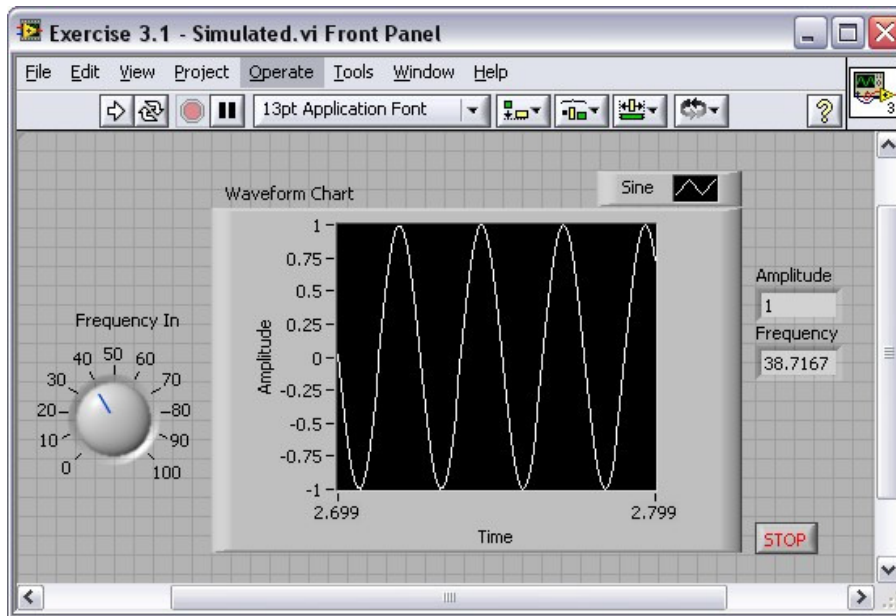 Exercise 3.1 - Simulated.vi Front Panel
File Edit View Project Operate Tools Window Help
13pt Application Font
?
3
Waveform Chart
Sine
Amplitude
1
0.75
0.5
0.25
0
-0.25
-0.5
-0.75
-1
2.699
2.799
Time
Frequency In
0
10
20
30
40
50
60
70
80
90
100
Amplitude
1
Frequency
38.7167
STOP